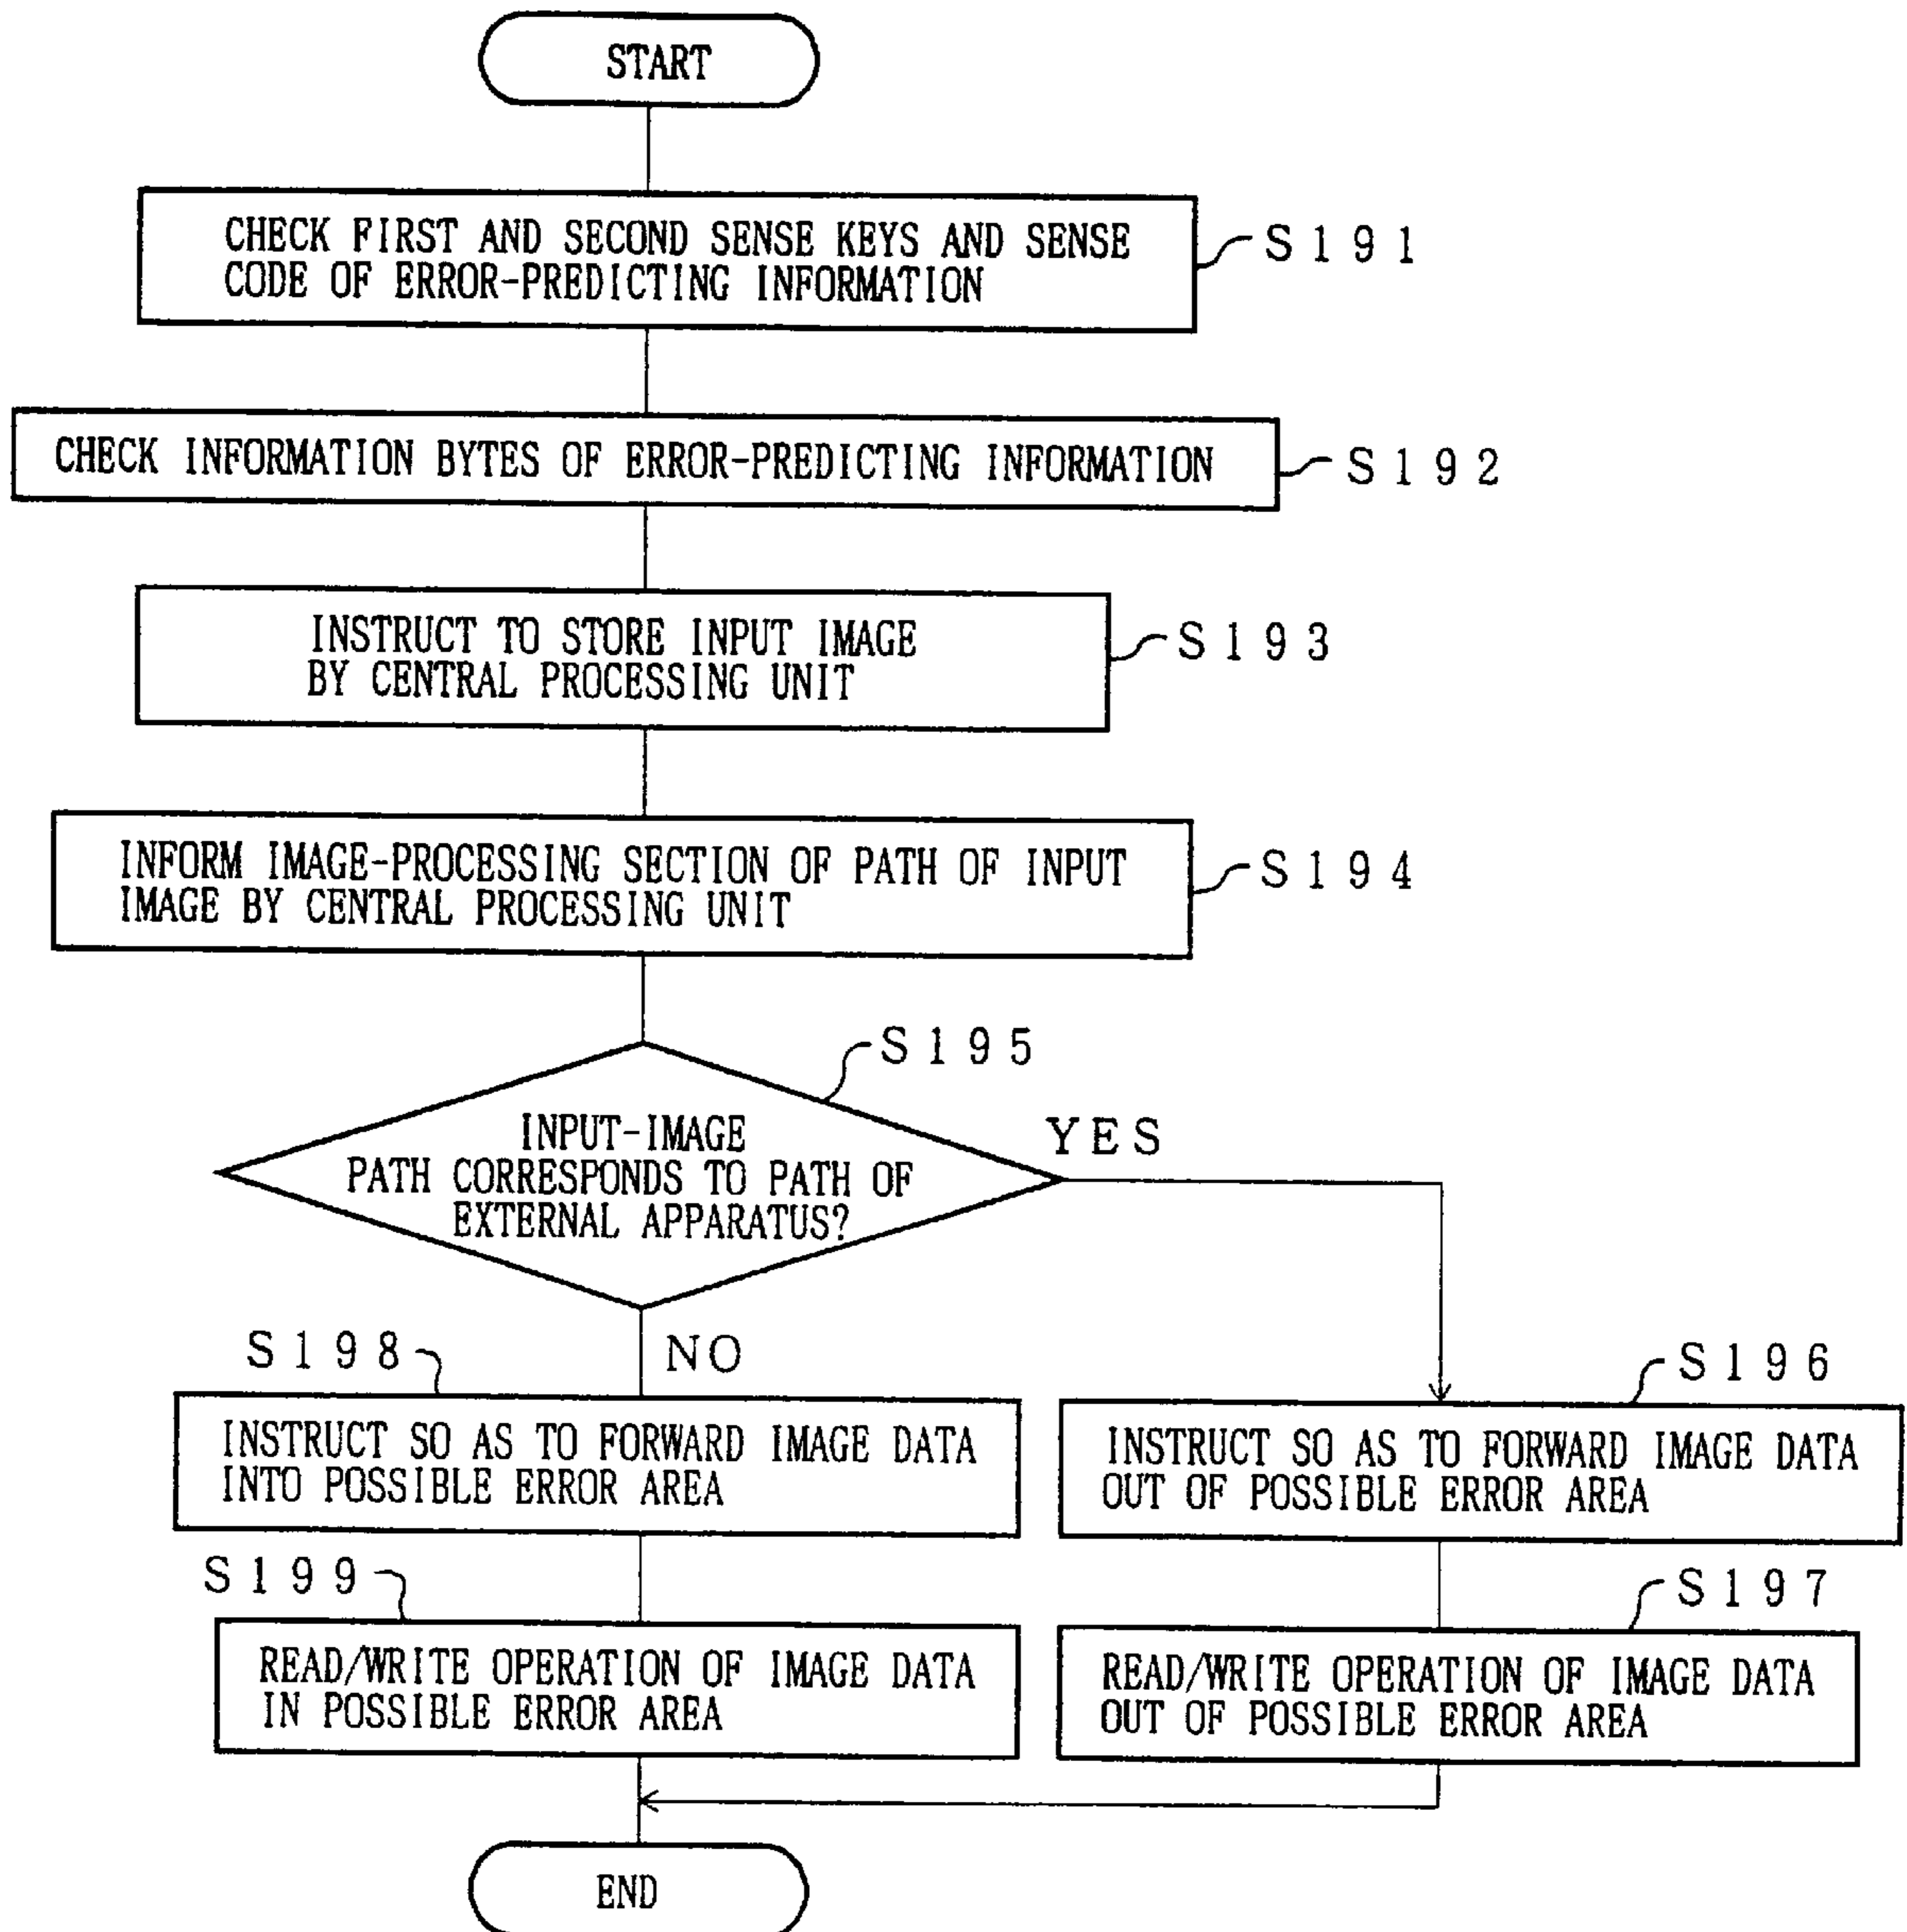 START
CHECK FIRST AND SECOND SENSE KEYS AND SENSE
CODE OF ERROR-PREDICTING INFORMATION
S191
CHECK INFORMATION BYTES OF ERROR-PREDICTING INFORMATION
S192
INSTRUCT TO STORE INPUT IMAGE
BY CENTRAL PROCESSING UNIT
S193
INFORM IMAGE-PROCESSING SECTION OF PATH OF INPUT
IMAGE BY CENTRAL PROCESSING UNIT
S194
S195
INPUT-IMAGE
PATH CORRESPONDS TO PATH OF
EXTERNAL APPARATUS?
YES
NO
S198
INSTRUCT SO AS TO FORWARD IMAGE DATA
INTO POSSIBLE ERROR AREA
S196
INSTRUCT SO AS TO FORWARD IMAGE DATA
OUT OF POSSIBLE ERROR AREA
S199
READ/WRITE OPERATION OF IMAGE DATA
IN POSSIBLE ERROR AREA
S197
READ/WRITE OPERATION OF IMAGE DATA
OUT OF POSSIBLE ERROR AREA
END